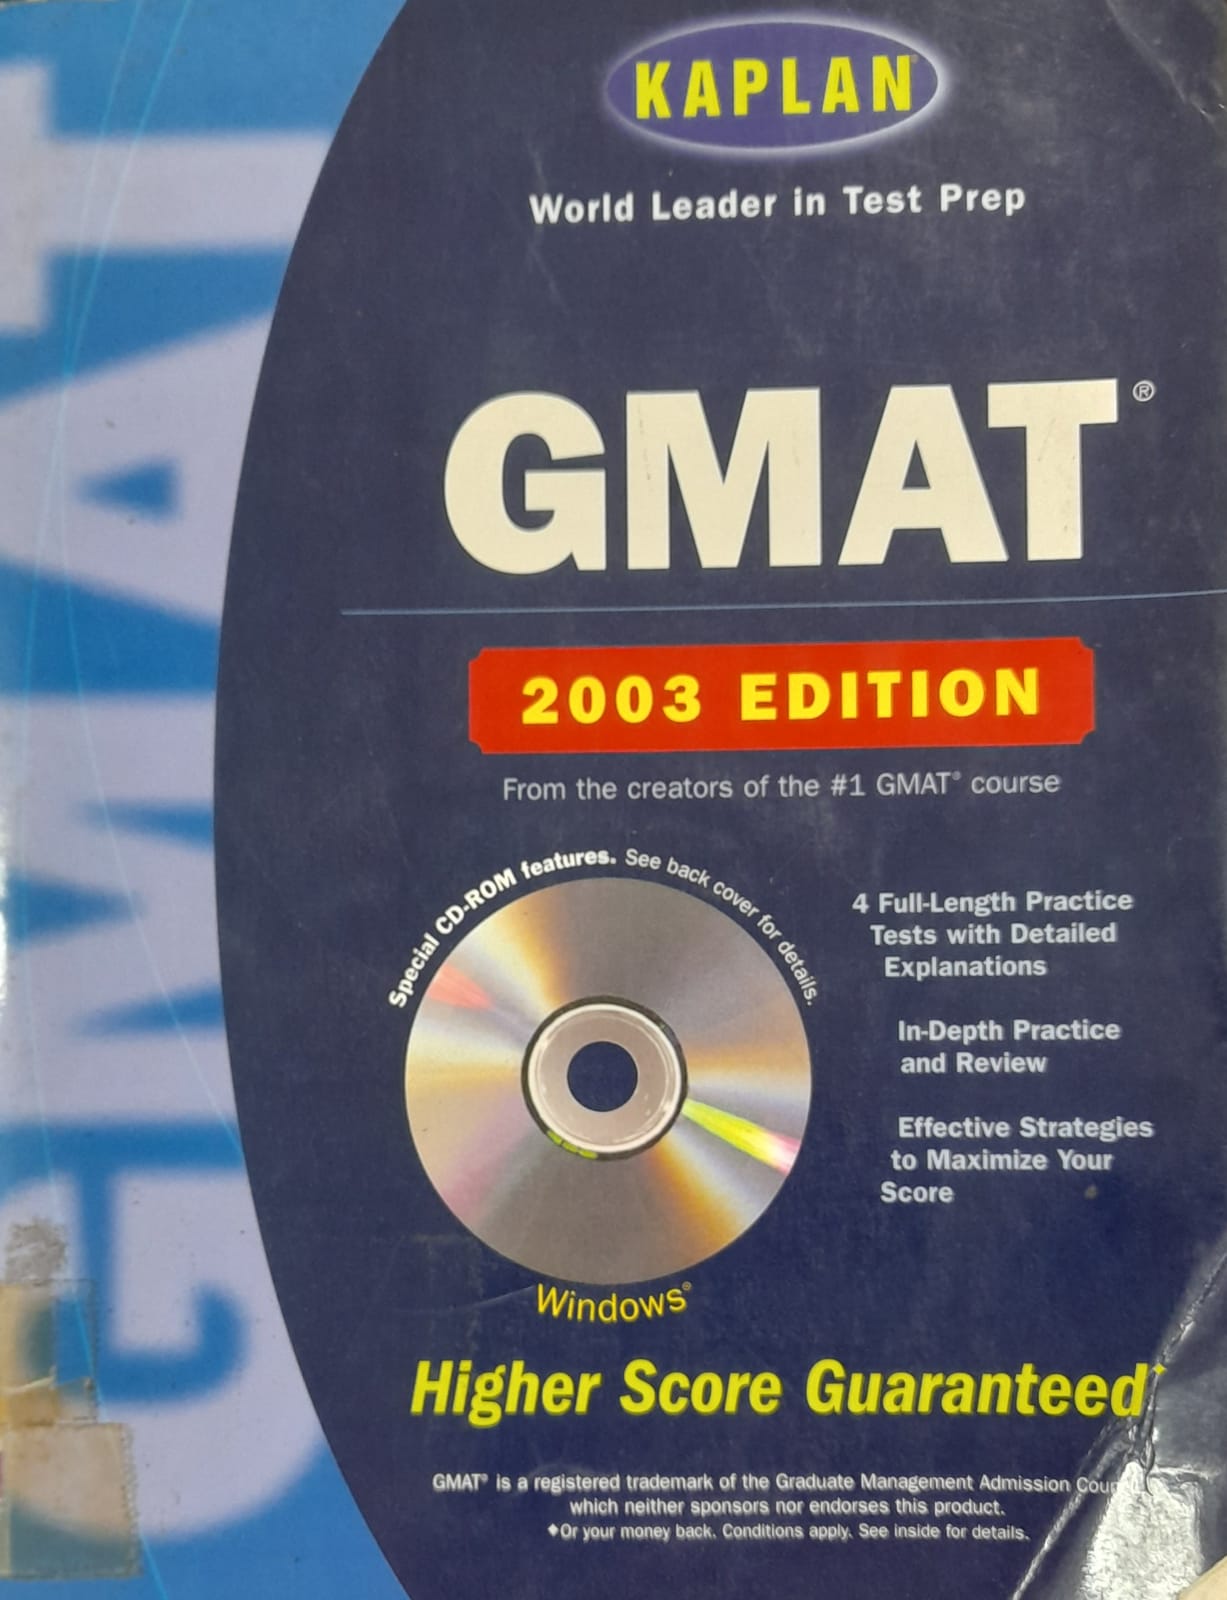 KAPLAN
World Leader in Test Prep
GMAT®
GMAT
2003 EDITION
From the creators of the #1 GMAT® course
Special CD-ROM features. See back cover for details.
4 Full-Length Practice
Tests with Detailed
Explanations
In-Depth Practice
and Review
Effective Strategies
to Maximize Your
Score
Windows®
Higher Score Guaranteed♦
GMAT® is a registered trademark of the Graduate Management Admission
which neither sponsors nor endorses this product.
♦Or your money back. Conditions apply. See inside for details.